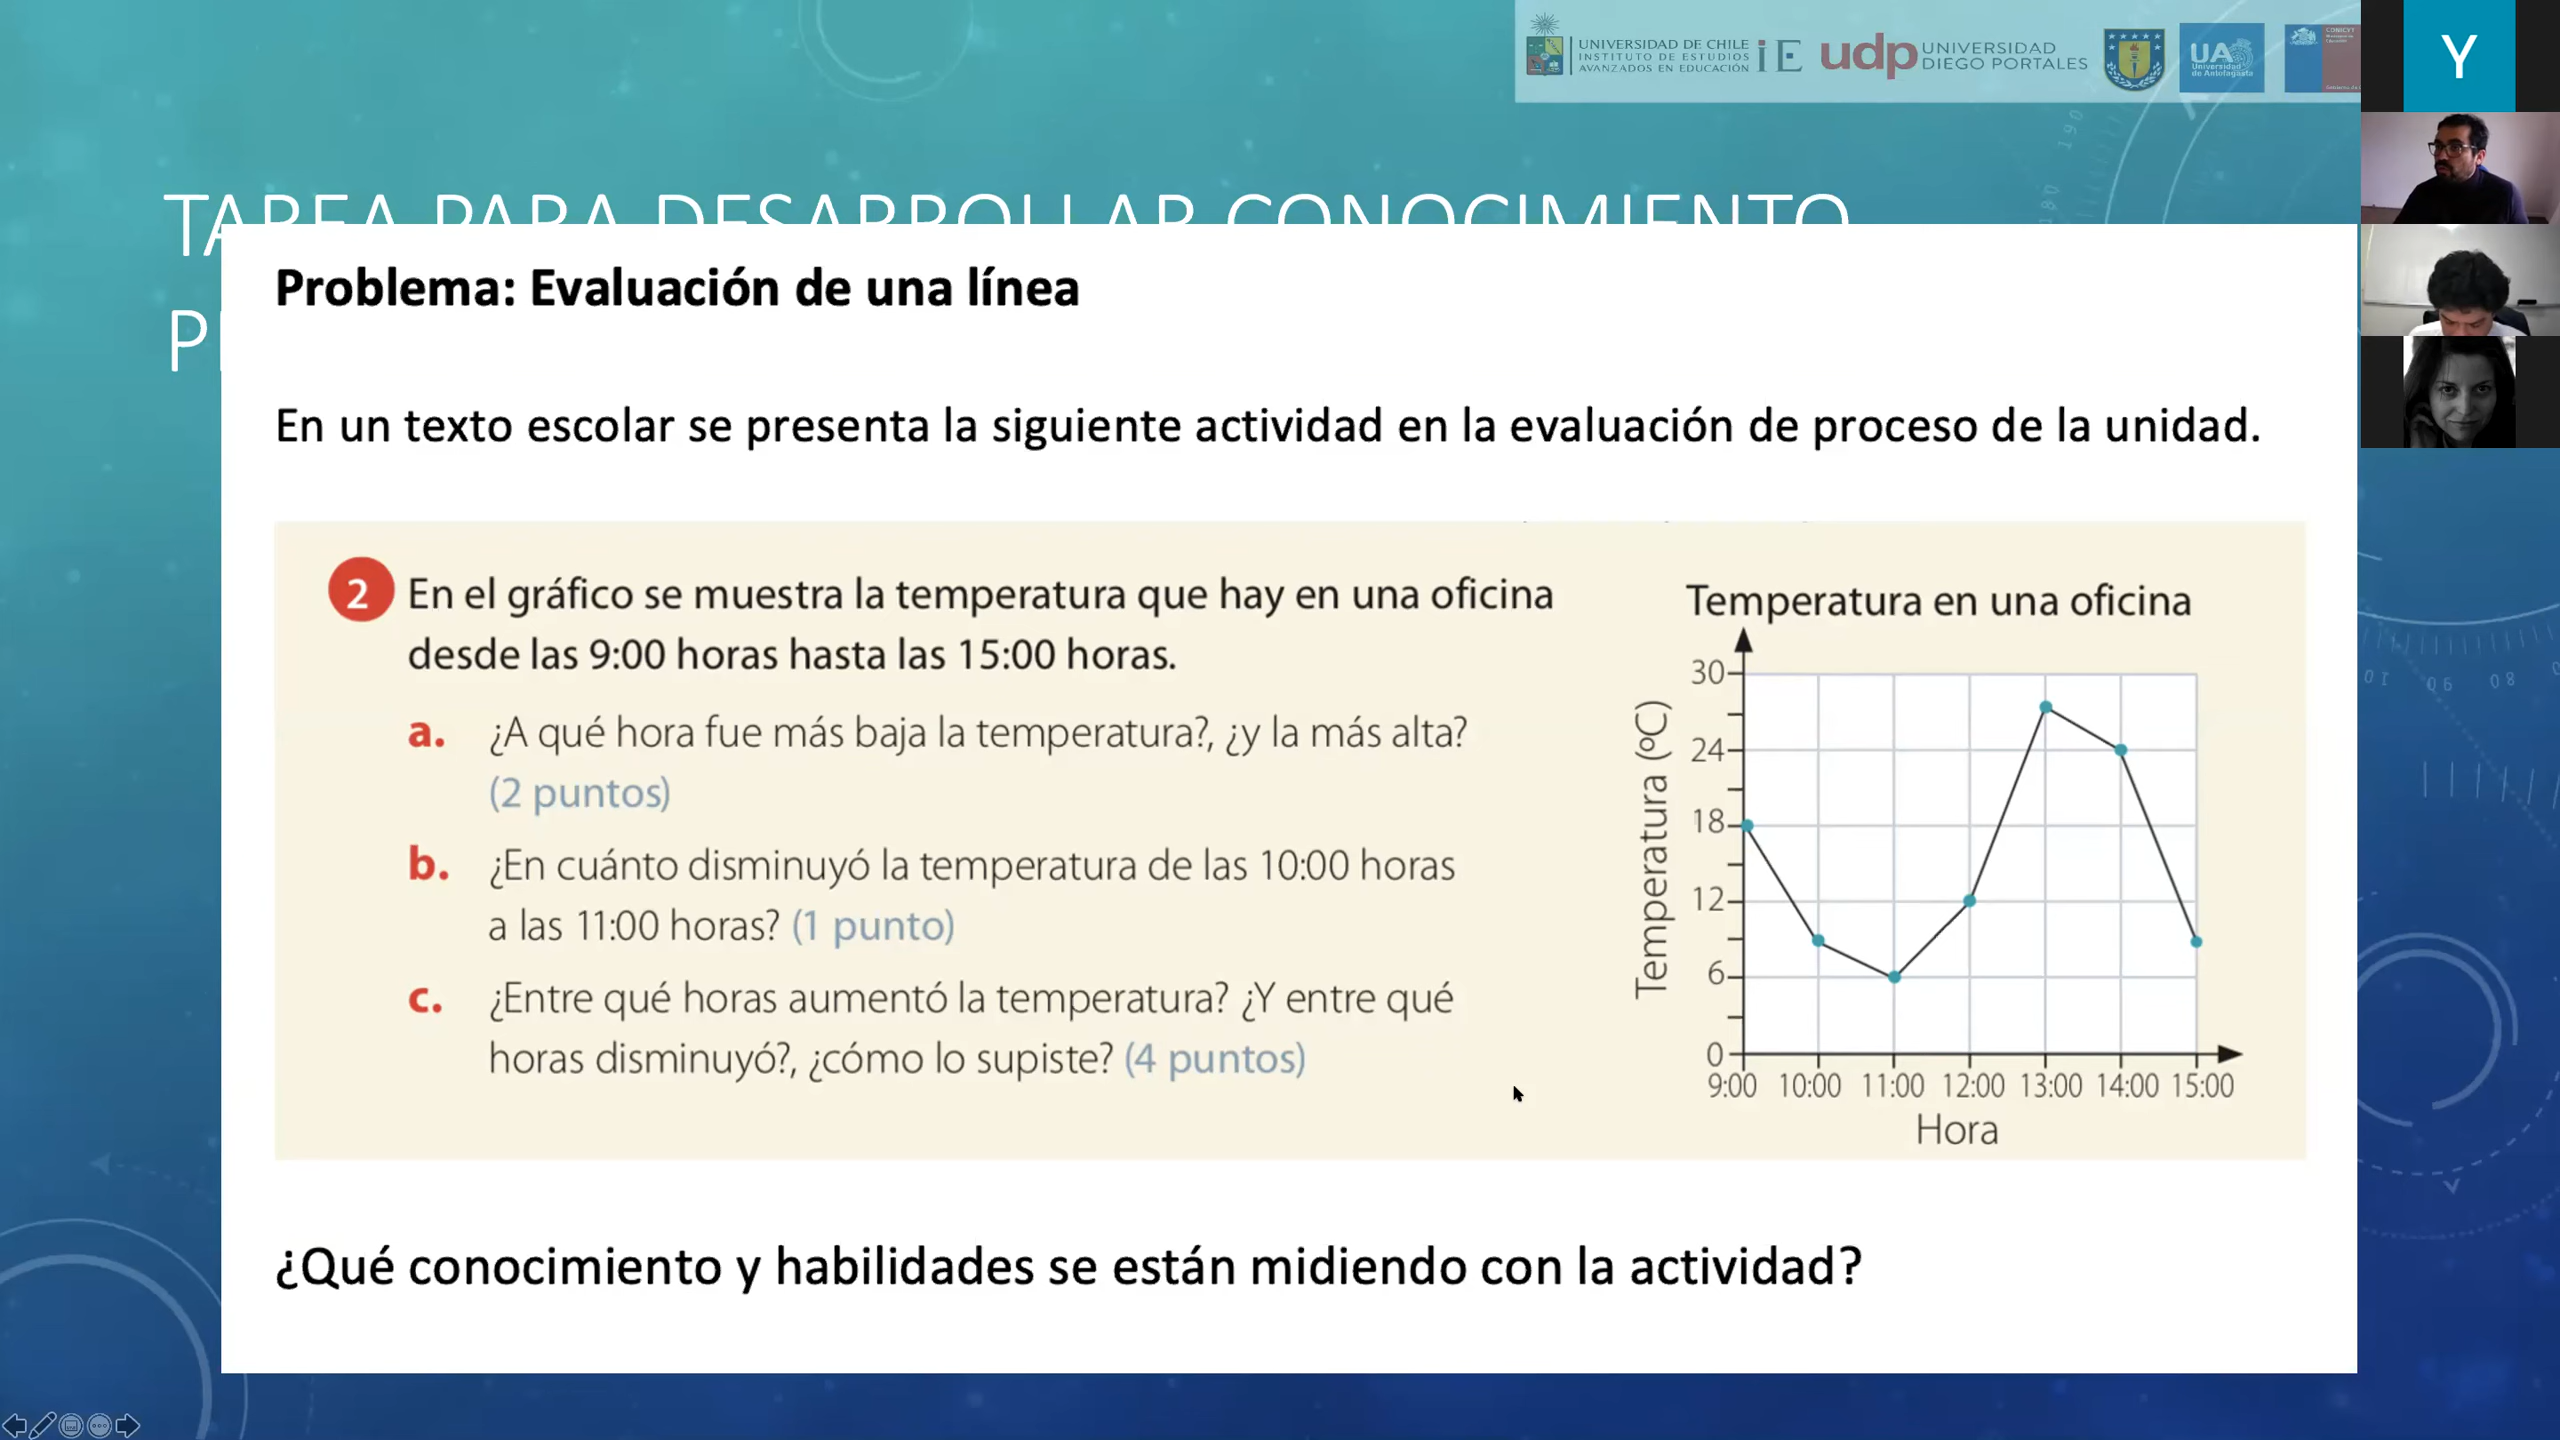 UNIVERSIDAD DE CHILE
INSTITUTO DE ESTUDIOS
AVANZADOS EN EDUCACIÓN
iE
udp UNIVERSIDAD
DIEGO PORTALES
UA
Universidad
de Antofagasta
CONICYT
Y
TAREA PARA DESARROLLAR CONOCIMIENTO
Problema: Evaluación de una línea
En un texto escolar se presenta la siguiente actividad en la evaluación de proceso de la unidad.
2 En el gráfico se muestra la temperatura que hay en una oficina
desde las 9:00 horas hasta las 15:00 horas.
a. ¿A qué hora fue más baja la temperatura?, ¿y la más alta?
(2 puntos)
b. ¿En cuánto disminuyó la temperatura de las 10:00 horas
a las 11:00 horas? (1 punto)
c. ¿Entre qué horas aumentó la temperatura? ¿Y entre qué
horas disminuyó?, ¿cómo lo supiste? (4 puntos)
Temperatura en una oficina
Temperatura (ºC)
30
24
18
12
6
0
9:00 10:00 11:00 12:00 13:00 14:00 15:00
Hora
¿Qué conocimiento y habilidades se están midiendo con la actividad?